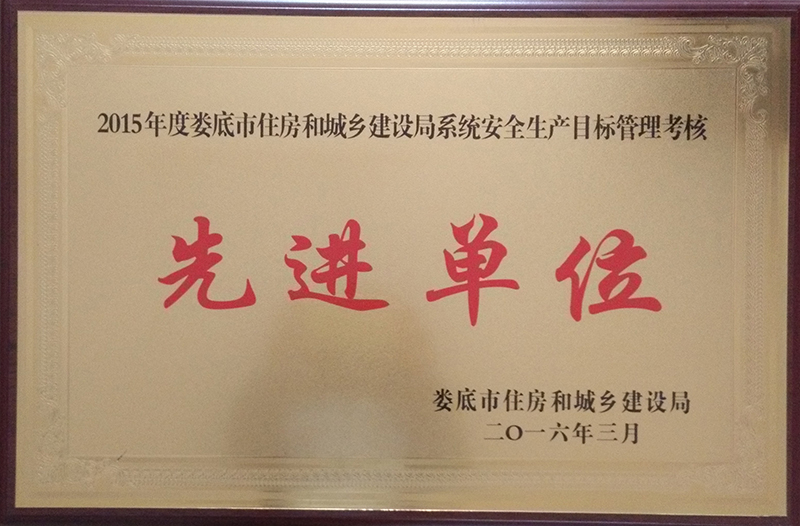 2015年度娄底市住房和城乡建设局系统安全生产目标管理考核
先进单位
娄底市住房和城乡建设局
二〇一六年三月